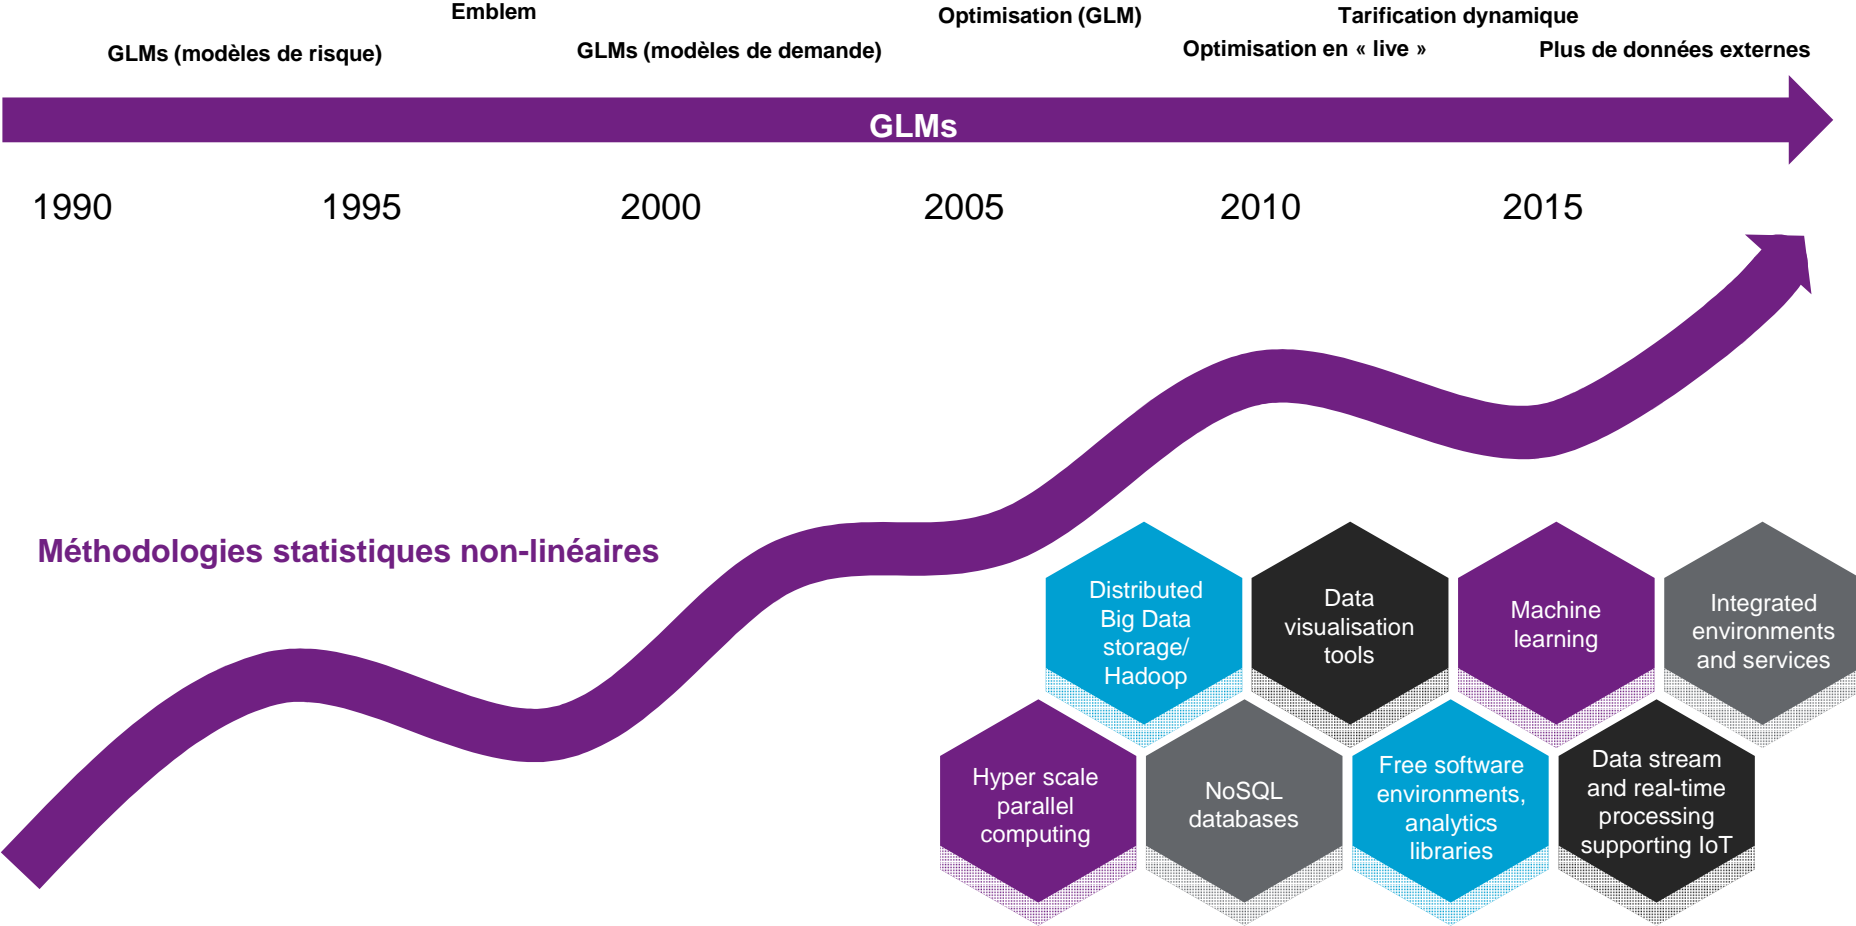 Emblem
Optimisation (GLM)
Tarification dynamique
GLMs (modèles de risque)
GLMs (modèles de demande)
Optimisation en « live »
Plus de données externes
GLMs
1990
1995
2000
2005
2010
2015
Méthodologies statistiques non-linéaires
Distributed
Big Data
storage/
Hadoop
Data
visualisation
tools
Machine
learning
Integrated
environments
and services
Hyper scale
parallel
computing
NoSQL
databases
Free software
environments,
analytics
libraries
Data stream
and real-time
processing
supporting IoT